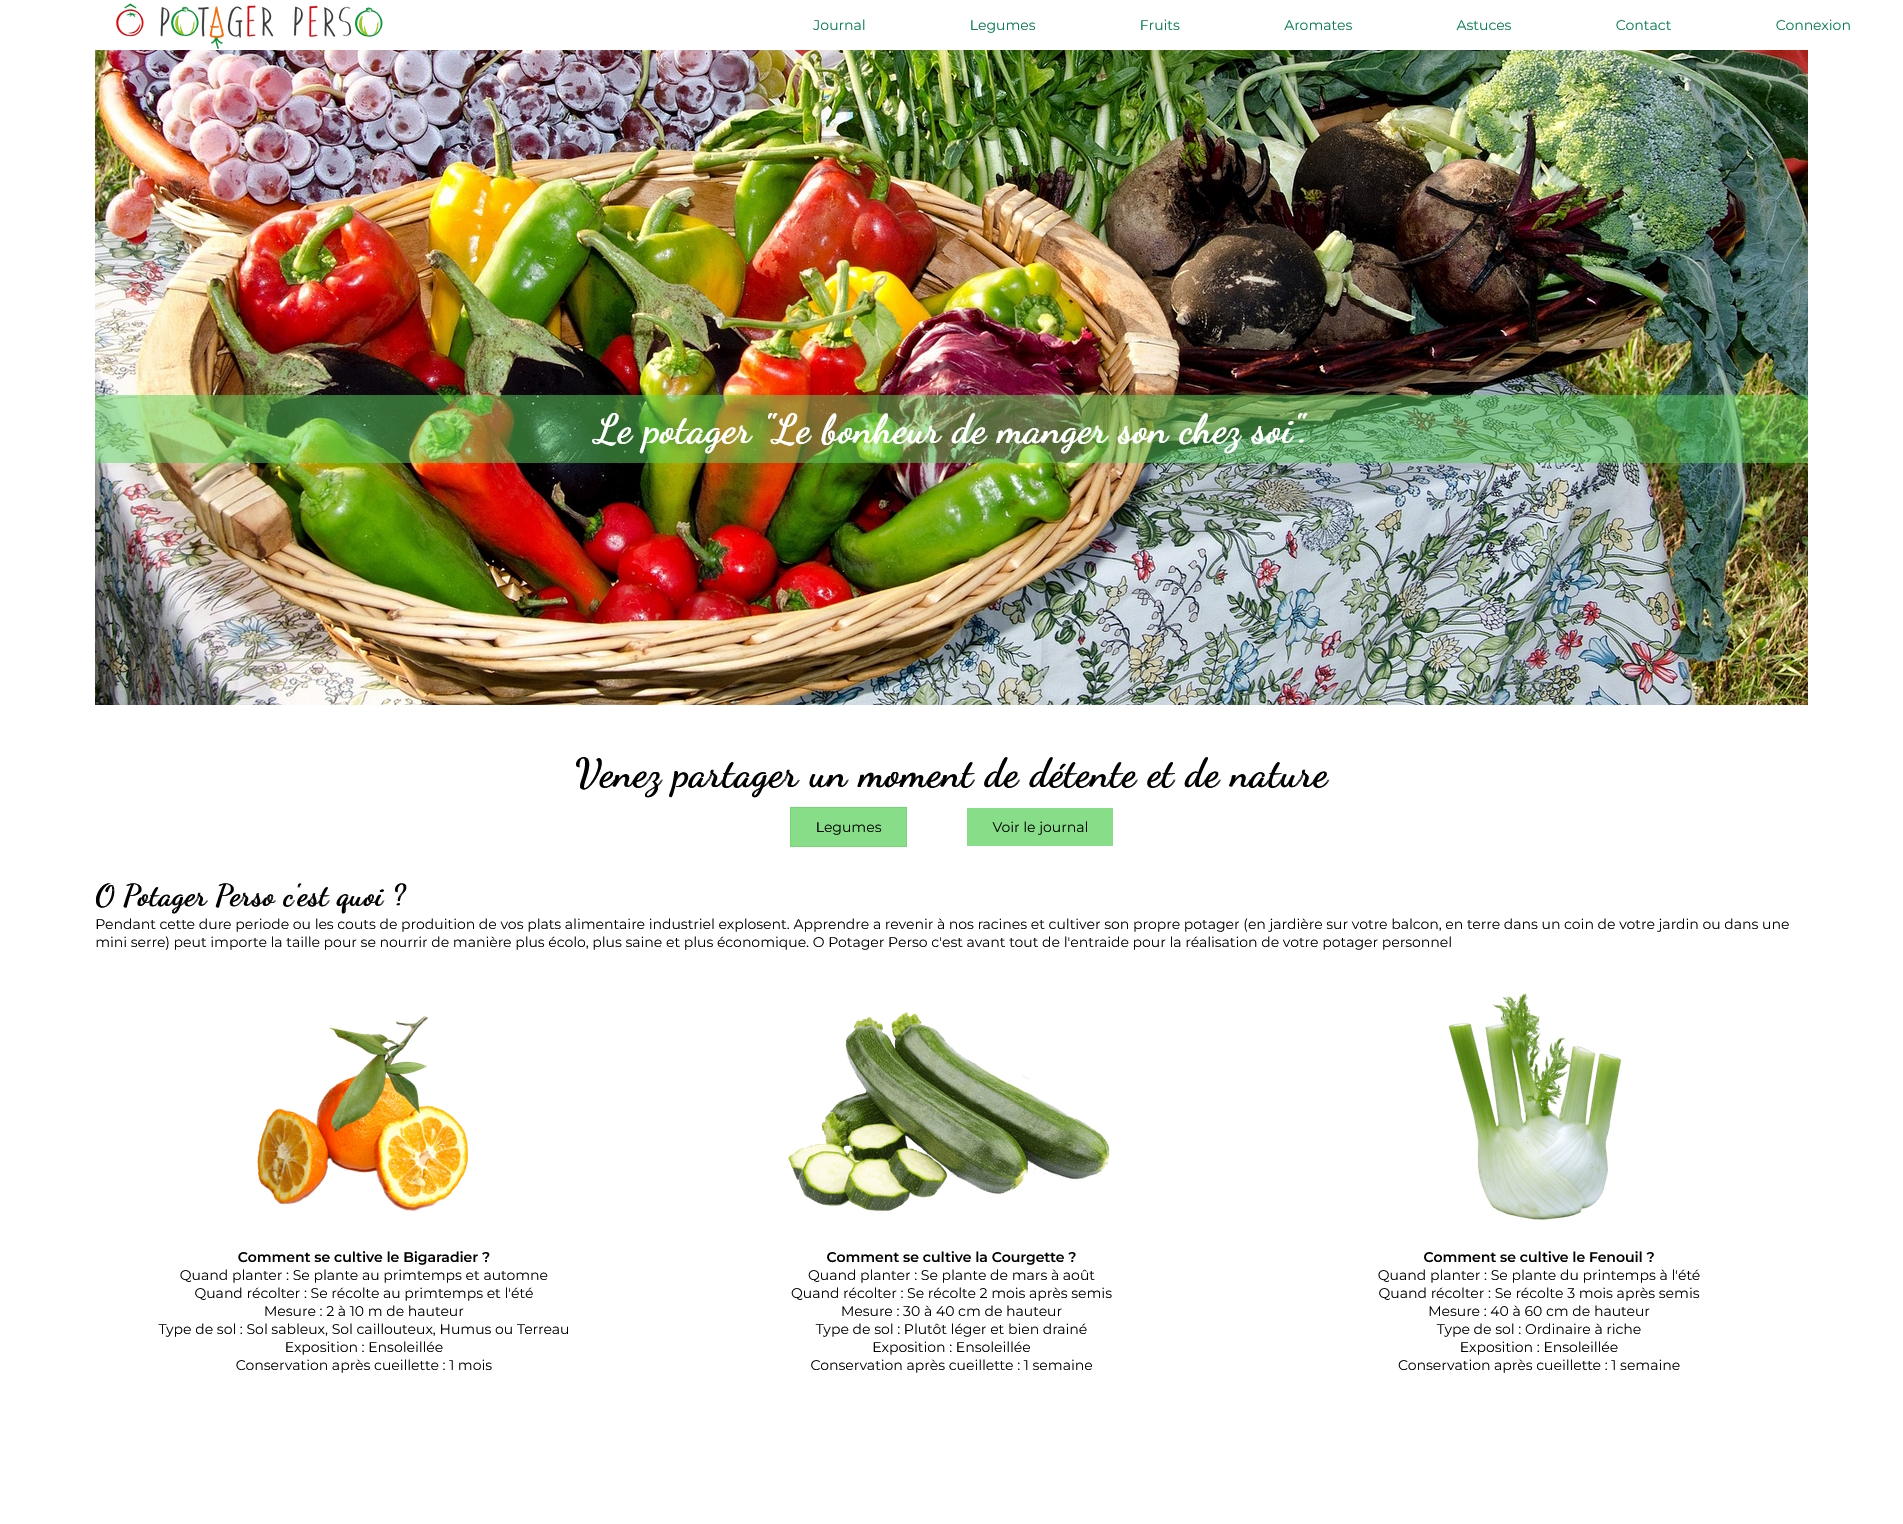 O POTAGER PERSO
Journal Legumes Fruits Aromates Astuces Contact Connexion
Le potager "Le bonheur de manger son chez soi".
Venez partager un moment de détente et de nature
Legumes Voir le journal
O Potager Perso c'est quoi ?
Pendant cette dure periode ou les couts de produition de vos plats alimentaire industriel explosent. Apprendre a revenir à nos racines et cultiver son propre potager (en jardière sur votre balcon, en terre dans un coin de votre jardin ou dans une
mini serre) peut importe la taille pour se nourrir de manière plus écolo, plus saine et plus économique. O Potager Perso c'est avant tout de l'entraide pour la réalisation de votre potager personnel
Comment se cultive le Bigaradier ?
Quand planter : Se plante au primtemps et automne
Quand récolter : Se récolte au primtemps et l'été
Mesure : 2 à 10 m de hauteur
Type de sol : Sol sableux, Sol caillouteux, Humus ou Terreau
Exposition : Ensoleillée
Conservation après cueillette : 1 mois
Comment se cultive la Courgette ?
Quand planter : Se plante de mars à août
Quand récolter : Se récolte 2 mois après semis
Mesure : 30 à 40 cm de hauteur
Type de sol : Plutôt léger et bien drainé
Exposition : Ensoleillée
Conservation après cueillette : 1 semaine
Comment se cultive le Fenouil ?
Quand planter : Se plante du printemps à l'été
Quand récolter : Se récolte 3 mois après semis
Mesure : 40 à 60 cm de hauteur
Type de sol : Ordinaire à riche
Exposition : Ensoleillée
Conservation après cueillette : 1 semaine